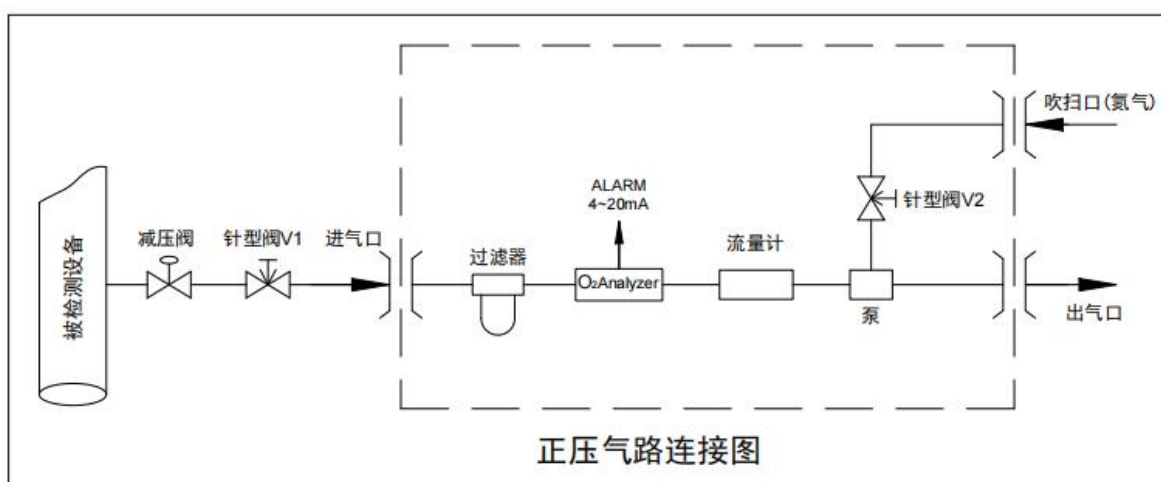 吹扫口(氮气)
ALARM
4~20mA
针型阀V2
减压阀
针型阀V1
进气口
过滤器
流量计
O₂Analyzer
被检测设备
泵
出气口
正压气路连接图